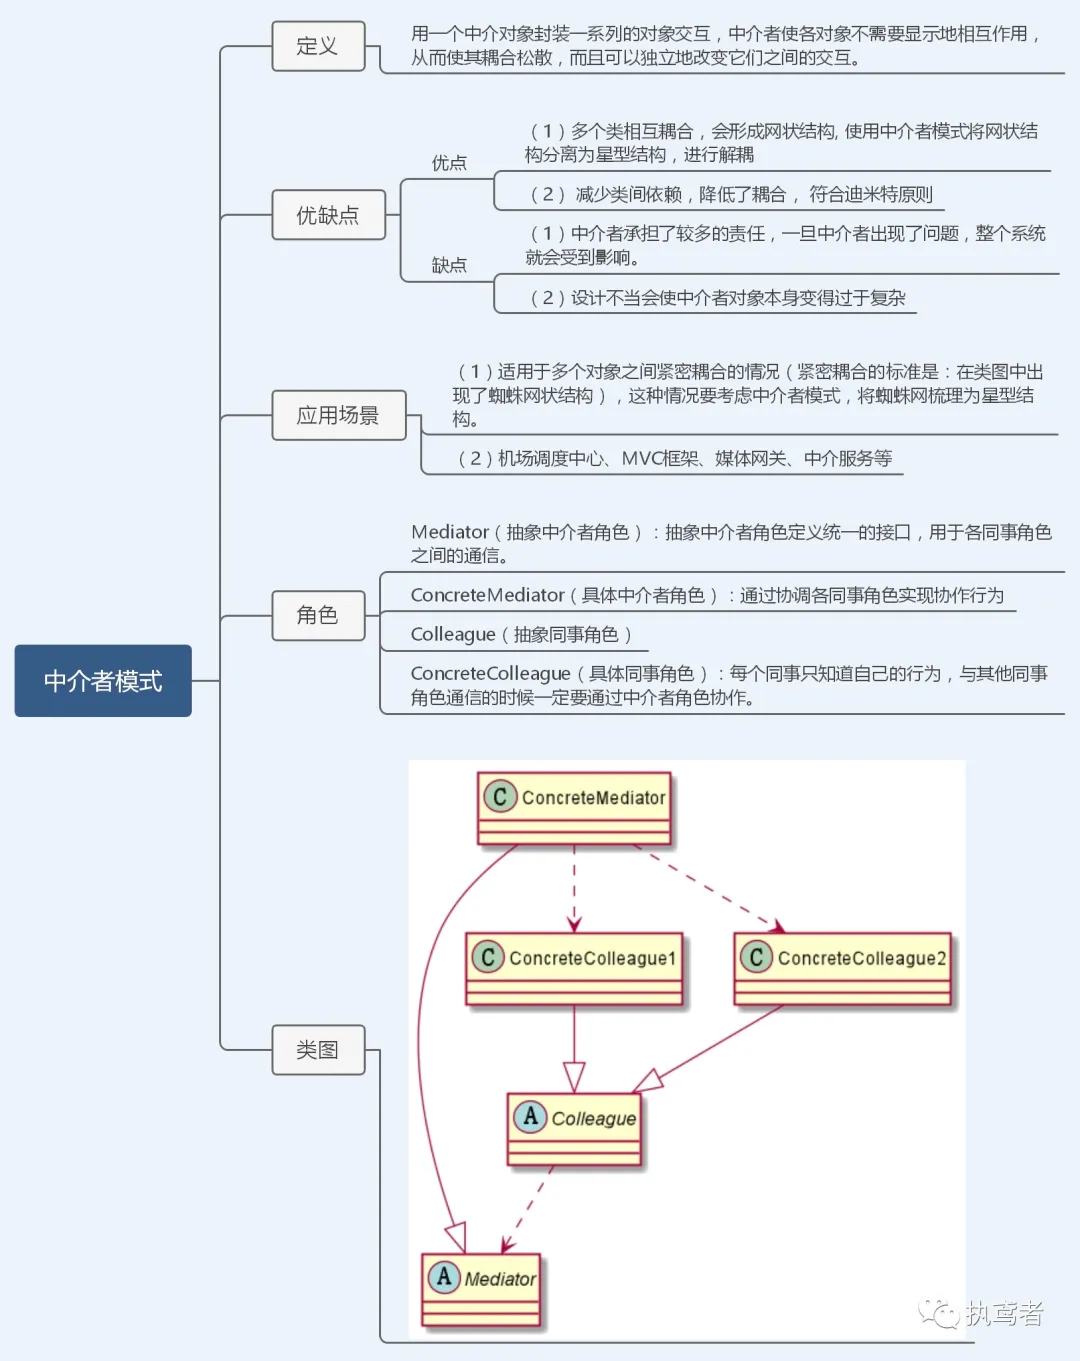 定义
用一个中介对象封装一系列的对象交互，中介者使各对象不需要显示地相互作用，
从而使其耦合松散，而且可以独立地改变它们之间的交互。
优缺点
优点
（1）多个类相互耦合，会形成网状结构, 使用中介者模式将网状结
构分离为星型结构，进行解耦
（2） 减少类间依赖，降低了耦合， 符合迪米特原则
缺点
（1）中介者承担了较多的责任，一旦中介者出现了问题，整个系统
就会受到影响。
（2）设计不当会使中介者对象本身变得过于复杂
应用场景
（1）适用于多个对象之间紧密耦合的情况（紧密耦合的标准是：在类图中出
现了蜘蛛网状结构），这种情况要考虑中介者模式，将蜘蛛网梳理为星型结
构。
（2）机场调度中心、MVC框架、媒体网关、中介服务等
角色
Mediator（抽象中介者角色）：抽象中介者角色定义统一的接口，用于各同事角色
之间的通信。
ConcreteMediator（具体中介者角色）：通过协调各同事角色实现协作行为
Colleague（抽象同事角色）
ConcreteColleague（具体同事角色）：每个同事只知道自己的行为，与其他同事
角色通信的时候一定要通过中介者角色协作。
中介者模式
类图
C ConcreteMediator
C ConcreteColleague1
C ConcreteColleague2
A Colleague
A Mediator
执鸢者